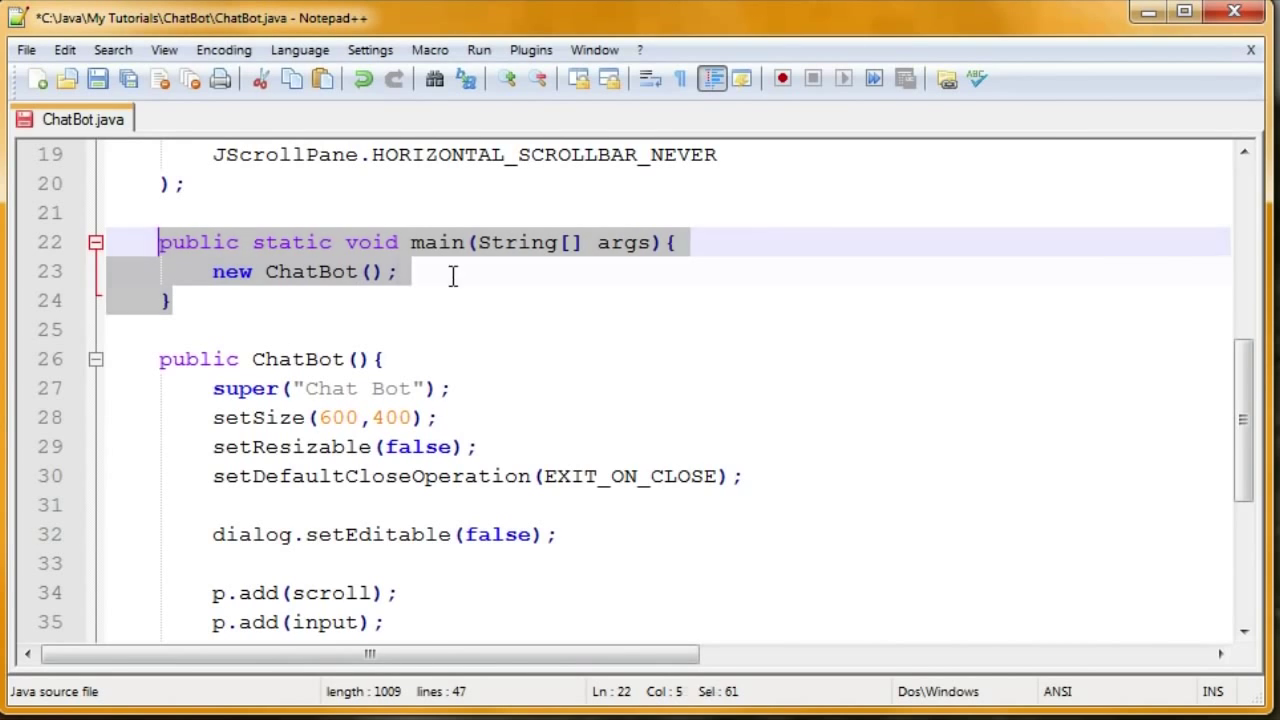 *C:\Java\My Tutorials\ChatBot\ChatBot.java - Notepad++
File Edit Search View Encoding Language Settings Macro Run Plugins Window ? X
ABC
ChatBot.java
19 JScrollPane.HORIZONTAL_SCROLLBAR_NEVER
20 );
21
22 public static void main(String[] args){
23 new ChatBot();
24 }
25
26 public ChatBot(){
27 super("Chat Bot");
28 setSize(600,400);
29 setResizable(false);
30 setDefaultCloseOperation(EXIT_ON_CLOSE);
31
32 dialog.setEditable(false);
33
34 p.add(scroll);
35 p.add(input);
Java source file length : 1009 lines : 47 Ln : 22 Col : 5 Sel : 61 Dos\Windows ANSI INS